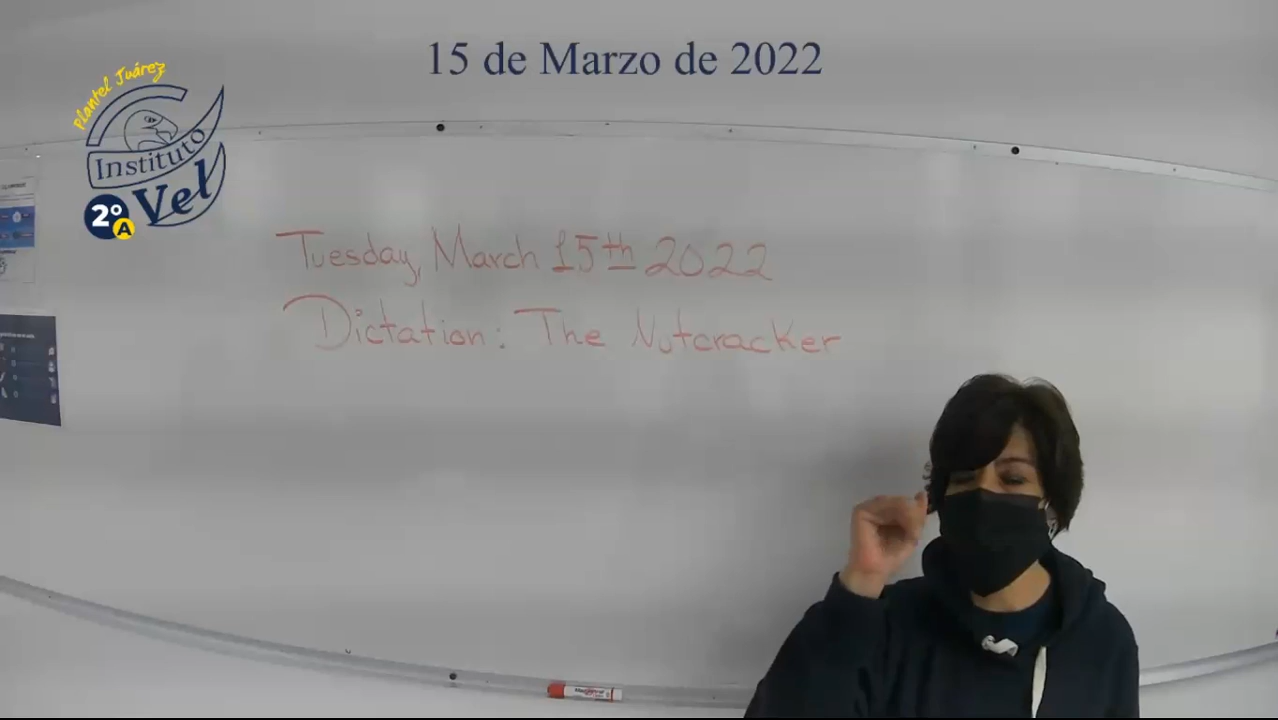 15 de Marzo de 2022
Plantel Juárez
Instituto
Vel
2° A
Tuesday, March 15th 2022
Dictation: The Nutcracker